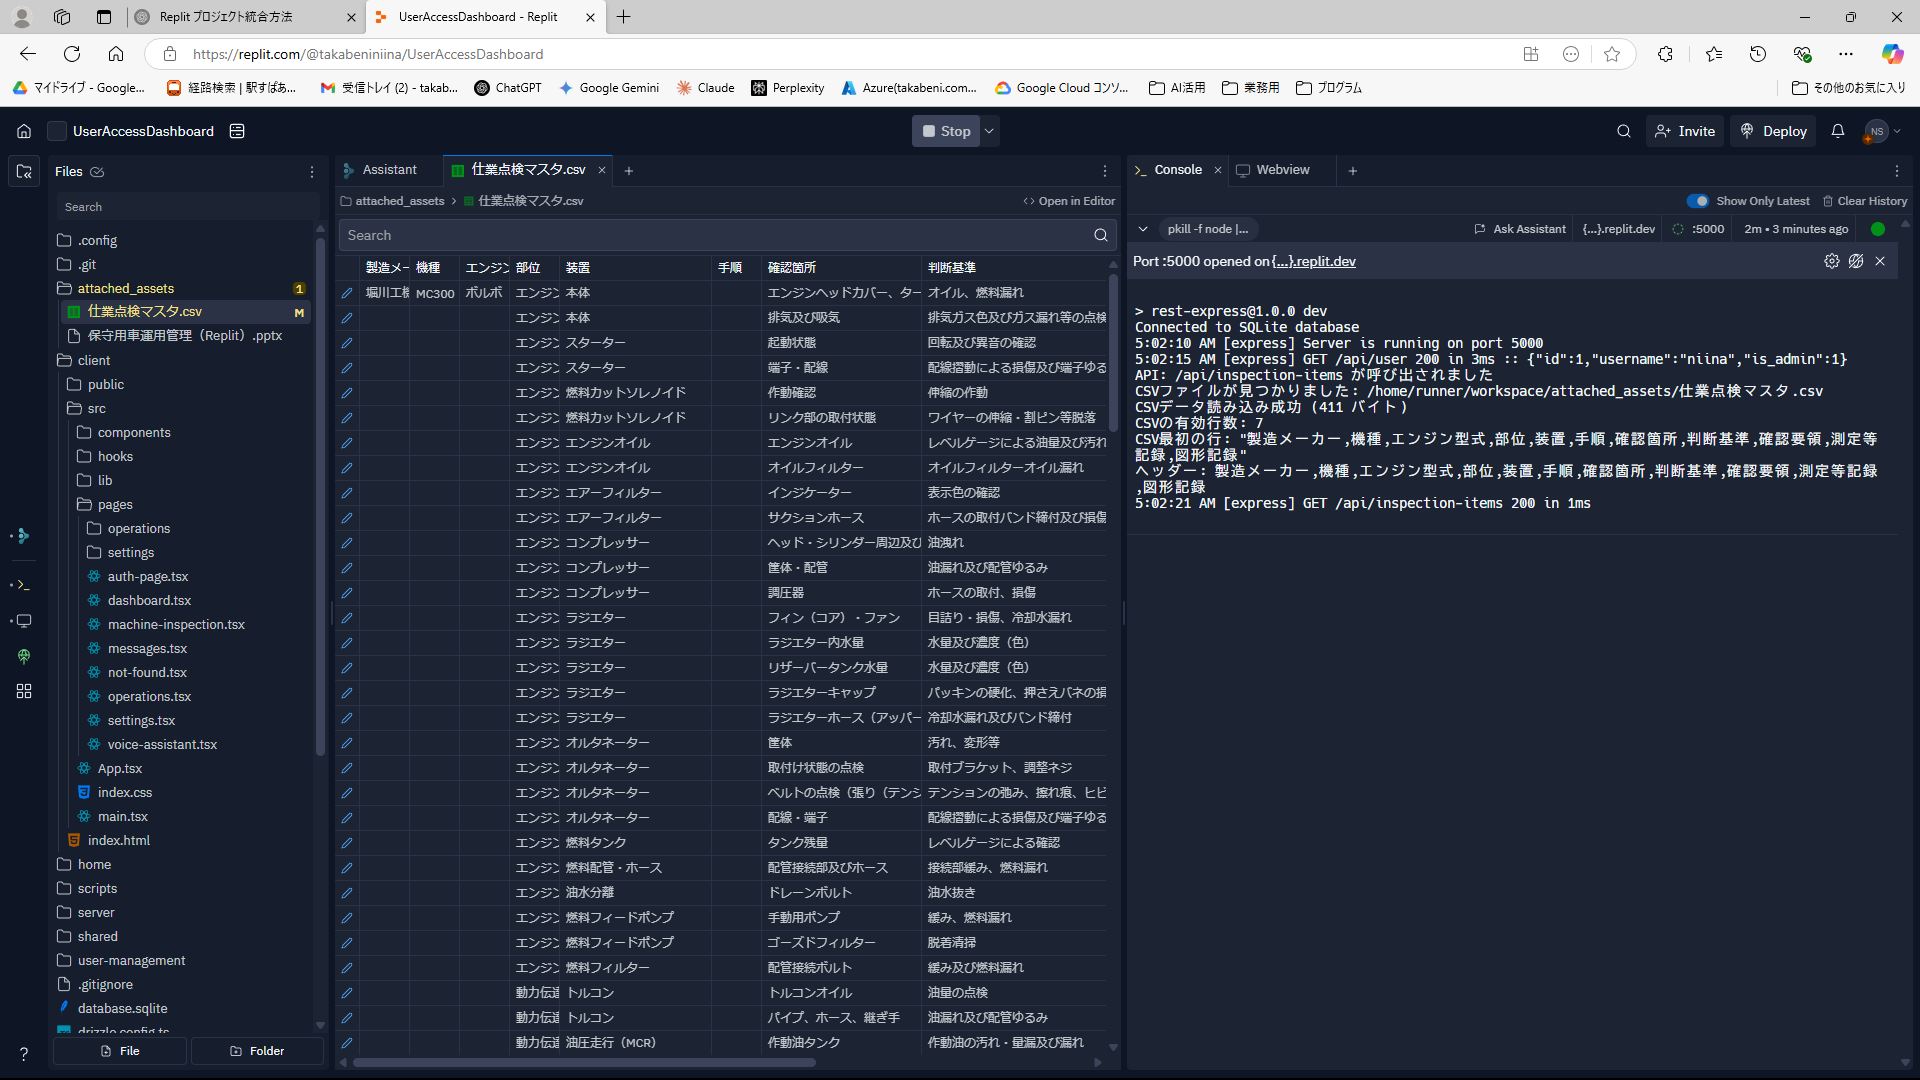 Replit プロジェクト統合方法
UserAccessDashboard - Replit
https://replit.com/@takabeniniina/UserAccessDashboard
マイドライブ - Google...
経路検索 | 駅すぱあ...
受信トレイ (2) - takab...
ChatGPT
Google Gemini
Claude
Perplexity
Azure(takabeni.com...
Google Cloud コンソ...
AI活用
業務用
プログラム
その他のお気に入り
UserAccessDashboard
Stop
Invite
Deploy
NS
Files
Search
.config
.git
attached_assets 1
仕業点検マスタ.csv M
保守用車運用管理（Replit）.pptx
client
public
src
components
hooks
lib
pages
operations
settings
auth-page.tsx
dashboard.tsx
machine-inspection.tsx
messages.tsx
not-found.tsx
operations.tsx
settings.tsx
voice-assistant.tsx
App.tsx
index.css
main.tsx
index.html
home
scripts
server
shared
user-management
.gitignore
database.sqlite
drizzle.config.ts
File
Folder
Assistant
仕業点検マスタ.csv
attached_assets > 仕業点検マスタ.csv
Open in Editor
Search
製造メー 機種 エンジン 部位 装置 手順 確認箇所 判断基準
堀川工機 MC300 ボルボ エンジン 本体 エンジンヘッドカバー、ター オイル、燃料漏れ
エンジン 本体 排気及び吸気 排気ガス色及びガス漏れ等の点検
エンジン スターター 起動状態 回転及び異音の確認
エンジン スターター 端子・配線 配線摺動による損傷及び端子ゆる
エンジン 燃料カットソレノイド 作動確認 伸縮の作動
エンジン 燃料カットソレノイド リンク部の取付状態 ワイヤーの伸縮・割ピン等脱落
エンジン エンジンオイル エンジンオイル レベルゲージによる油量及び汚れ
エンジン エンジンオイル オイルフィルター オイルフィルターオイル漏れ
エンジン エアーフィルター インジケーター 表示色の確認
エンジン エアーフィルター サクションホース ホースの取付バンド締付及び損傷
エンジン コンプレッサー ヘッド・シリンダー周辺及び 油洩れ
エンジン コンプレッサー 筐体・配管 油漏れ及び配管ゆるみ
エンジン コンプレッサー 調圧器 ホースの取付、損傷
エンジン ラジエター フィン（コア）・ファン 目詰り・損傷、冷却水漏れ
エンジン ラジエター ラジエター内水量 水量及び濃度（色）
エンジン ラジエター リザーバータンク水量 水量及び濃度（色）
エンジン ラジエター ラジエターキャップ パッキンの硬化、押さえバネの損
エンジン ラジエター ラジエターホース（アッパー 冷却水漏れ及びバンド締付
エンジン オルタネーター 筐体 汚れ、変形等
エンジン オルタネーター 取付け状態の点検 取付ブラケット、調整ネジ
エンジン オルタネーター ベルトの点検（張り（テンシ テンションの弛み、擦れ痕、ヒビ
エンジン オルタネーター 配線・端子 配線摺動による損傷及び端子ゆる
エンジン 燃料タンク タンク残量 レベルゲージによる確認
エンジン 燃料配管・ホース 配管接続部及びホース 接続部緩み、燃料漏れ
エンジン 油水分離 ドレーンボルト 油水抜き
エンジン 燃料フィードポンプ 手動用ポンプ 緩み、燃料漏れ
エンジン 燃料フィードポンプ ゴーズドフィルター 脱着清掃
エンジン 燃料フィルター 配管接続ボルト 緩み及び燃料漏れ
動力伝達 トルコン トルコンオイル 油量の点検
動力伝達 トルコン パイプ、ホース、継ぎ手 油漏れ及び配管ゆるみ
動力伝達 油圧走行（MCR） 作動油タンク 作動油の汚れ・量漏及び漏れ
Console
Webview
Show Only Latest
Clear History
pkill -f node |...
Ask Assistant
{...}.replit.dev
:5000
2m • 3 minutes ago
Port :5000 opened on {...}.replit.dev
> rest-express@1.0.0 dev
Connected to SQLite database
5:02:10 AM [express] Server is running on port 5000
5:02:15 AM [express] GET /api/user 200 in 3ms :: {"id":1,"username":"niina","is_admin":1}
API: /api/inspection-items が呼び出されました
CSVファイルが見つかりました: /home/runner/workspace/attached_assets/仕業点検マスタ.csv
CSVデータ読み込み成功 (411 バイト)
CSVの有効行数: 7
CSV最初の行: "製造メーカー,機種,エンジン型式,部位,装置,手順,確認箇所,判断基準,確認要領,測定等
記録,図形記録"
ヘッダー: 製造メーカー,機種,エンジン型式,部位,装置,手順,確認箇所,判断基準,確認要領,測定等記録
,図形記録
5:02:21 AM [express] GET /api/inspection-items 200 in 1ms